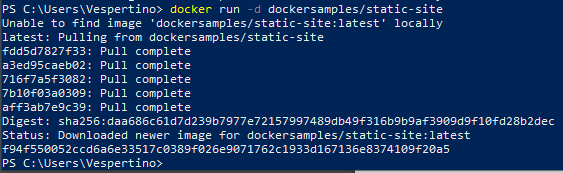 PS C:\Users\Vespertino> docker run -d dockersamples/static-site
Unable to find image 'dockersamples/static-site:latest' locally
latest: Pulling from dockersamples/static-site
fdd5d7827f33: Pull complete
a3ed95caeb02: Pull complete
716f7a5f3082: Pull complete
7b10f03a0309: Pull complete
aff3ab7e9c39: Pull complete
Digest: sha256:daa686c61d7d239b7977e72157997489db49f316b9b9af3909d9f10fd28b2dec
Status: Downloaded newer image for dockersamples/static-site:latest
f94f550052ccd6a6e33517c0389f026e9071762c1933d167136e8374109f20a5
PS C:\Users\Vespertino>